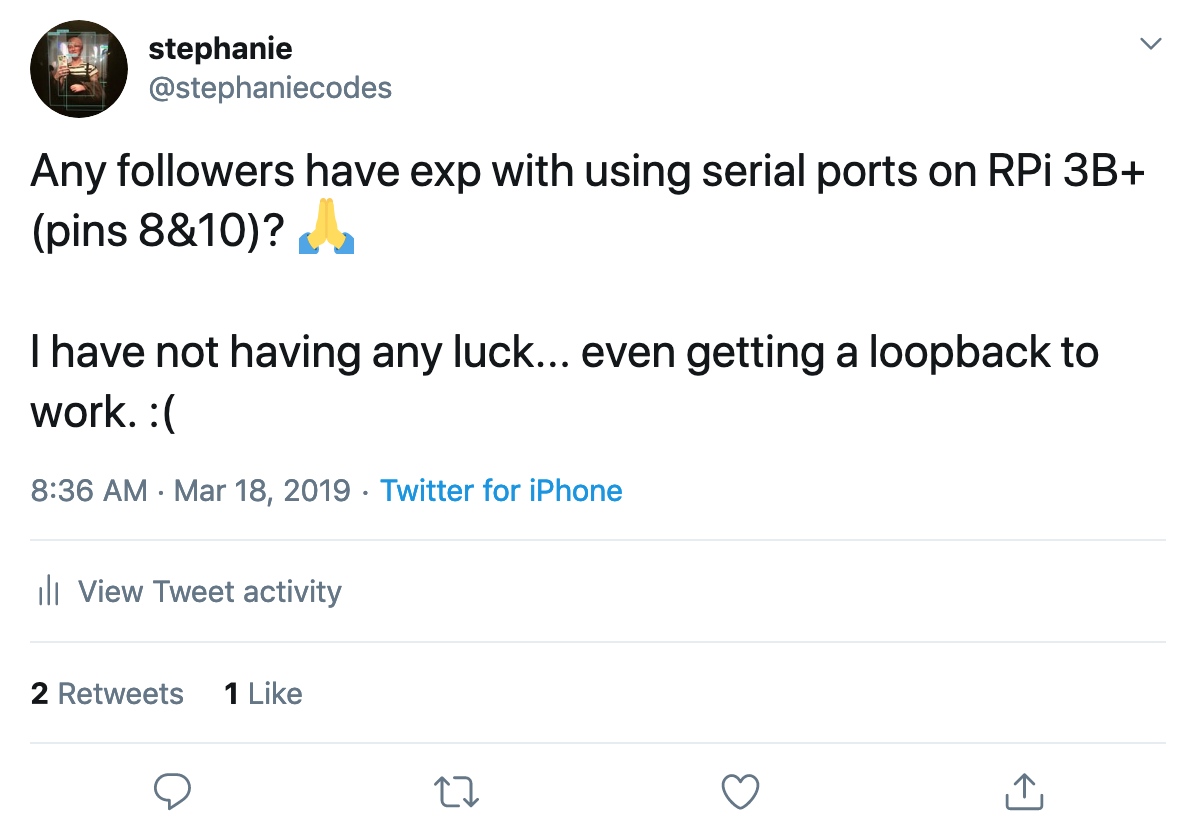 stephanie
@stephaniecodes
Any followers have exp with using serial ports on RPi 3B+
(pins 8&10)? 🙏
I have not having any luck... even getting a loopback to
work. :(
8:36 AM · Mar 18, 2019 · Twitter for iPhone
View Tweet activity
2 Retweets 1 Like